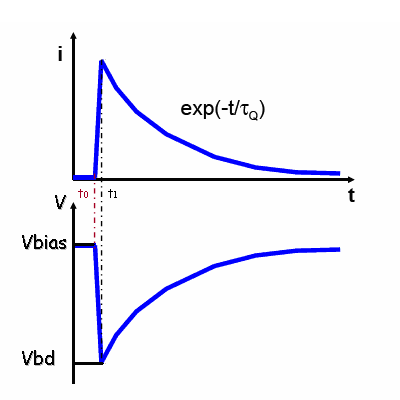 i
exp(-t/τQ)
t0 t1 t
V
Vbias
Vbd